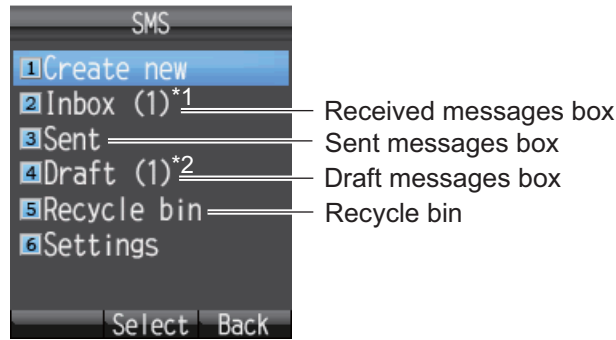 SMS
1Create new
2Inbox (1)*1 Received messages box
3Sent Sent messages box
4Draft (1)*2 Draft messages box
5Recycle bin Recycle bin
6Settings
Select Back